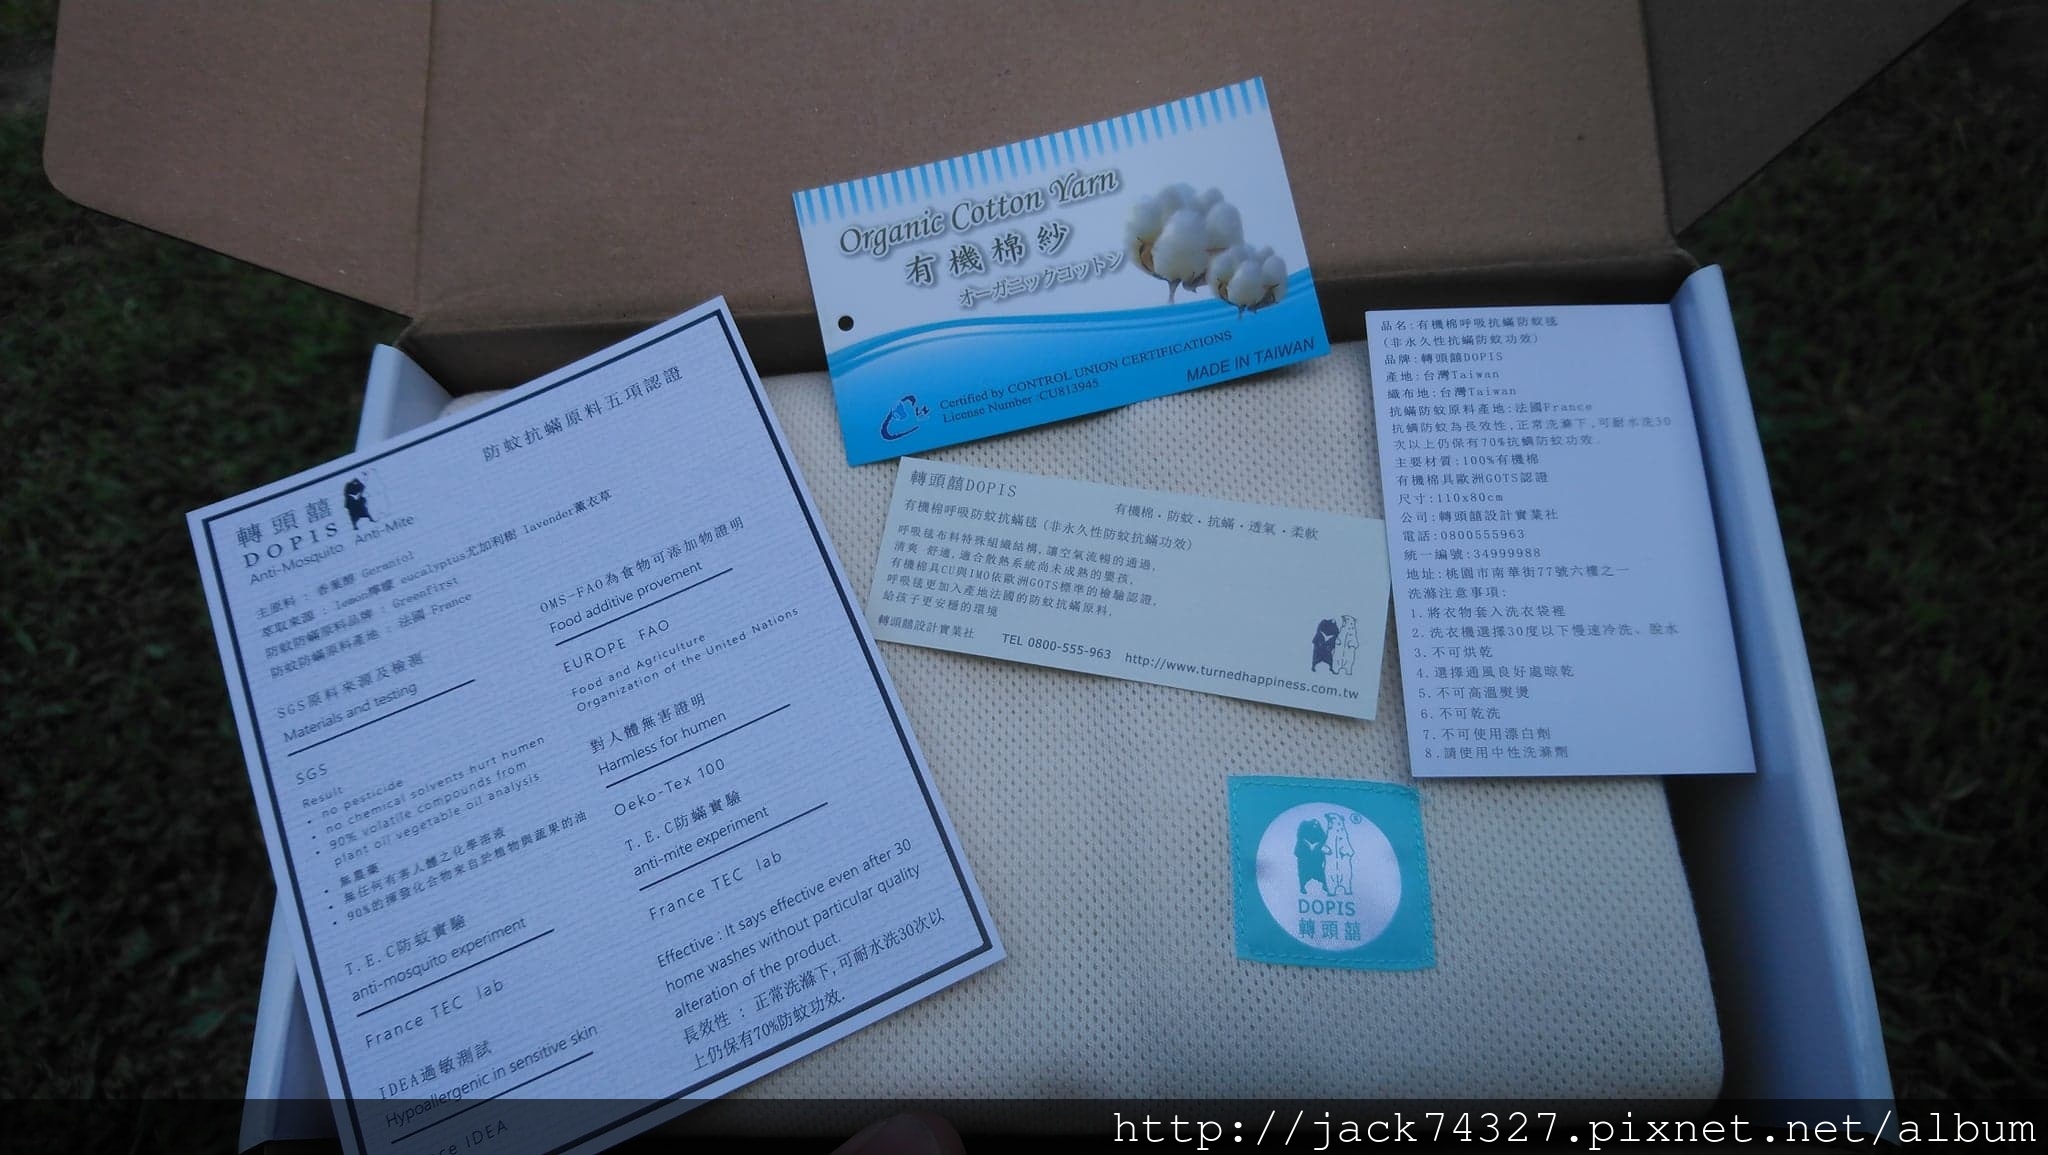 Organic Cotton Yarn
有機棉紗
オーガニックコットン
Certified by CONTROL UNION CERTIFICATIONS
License Number :CU813945
MADE IN TAIWAN
防蚊抗蟎原料五項認證
轉頭囍
DOPIS
Anti-Mosquito Anti-Mite
主原料：香葉醇 Geraniol
萃取來源：lemon檸檬 eucalyptus尤加利樹 lavender薰衣草
防蚊防蟎原料品牌：Greenfirst
防蚊防蟎原料產地：法國 France
SGS原料來源及檢測
Materials and testing
SGS
Result
• no pesticide
• no chemical solvents hurt humen
• 90% volatile compounds from
plant oil vegetable oil analysis
• 無農藥
• 無任何有害人體之化學溶液
• 90%的揮發化合物來自於植物與蔬果的油
T.E.C防蚊實驗
anti-mosquito experiment
France TEC lab
IDEA過敏測試
Hypoallergenic in sensitive skin
IDEA
OMS-FAO為食物可添加物證明
Food additive provement
EUROPE FAO
Food and Agriculture
Organization of the United Nations
對人體無害證明
Harmless for humen
Oeko-Tex 100
T.E.C防蟎實驗
anti-mite experiment
France TEC lab
Effective : It says effective even after 30
home washes without particular quality
alteration of the product.
長效性：正常洗滌下,可耐水洗30次以
上仍保有70%防蚊功效.
轉頭囍DOPIS
有機棉．防蚊．抗蟎．透氣．柔軟
有機棉呼吸防蚊抗蟎毯(非永久性防蚊抗蟎功效)
呼吸毯布料特殊組織結構,讓空氣流暢的通過,
清爽 舒適,適合散熱系統尚未成熟的嬰孩,
有機棉具CU與IMO依歐洲GOTS標準的檢驗認證,
呼吸毯更加入產地法國的防蚊抗蟎原料,
給孩子更安穩的環境
轉頭囍設計實業社 TEL 0800-555-963 http://www.turnedhappiness.com.tw
品名:有機棉呼吸抗蟎防蚊毯
(非永久性抗蟎防蚊功效)
品牌:轉頭囍DOPIS
產地:台灣Taiwan
織布地:台灣Taiwan
抗蟎防蚊原料產地:法國France
抗蟎防蚊為長效性,正常洗滌下,可耐水洗30
次以上仍保有70%抗蟎防蚊功效.
主要材質:100%有機棉
有機棉具歐洲GOTS認證
尺寸:110x80cm
公司:轉頭囍設計實業社
電話:0800555963
統一編號:34999988
地址:桃園市南華街77號六樓之一
洗滌注意事項:
1.將衣物套入洗衣袋裡
2.洗衣機選擇30度以下慢速冷洗、脫水
3.不可烘乾
4.選擇通風良好處晾乾
5.不可高溫熨燙
6.不可乾洗
7.不可使用漂白劑
8.請使用中性洗滌劑
®
DOPIS
轉頭囍
http://jack74327.pixnet.net/album